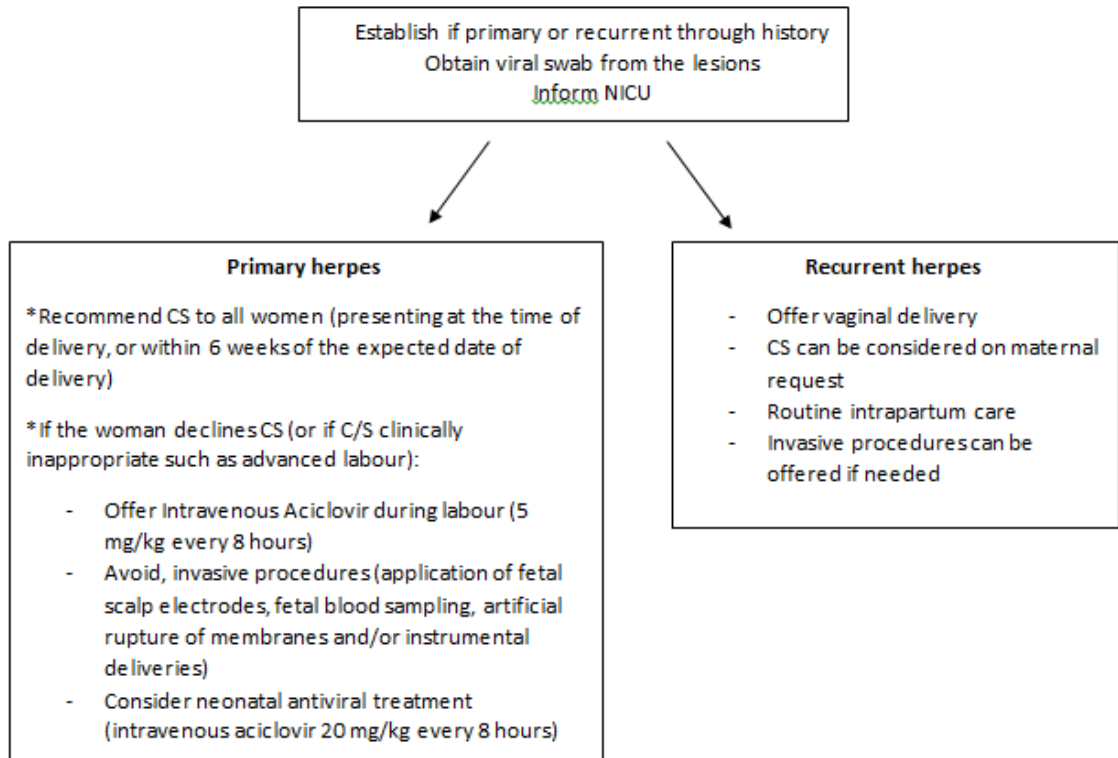 Establish if primary or recurrent through history
Obtain viral swab from the lesions
Inform NICU
Primary herpes
*Recommend CS to all women (presenting at the time of
delivery, or within 6 weeks of the expected date of
delivery)
*If the woman declines CS (or if C/S clinically
inappropriate such as advanced labour):
- Offer Intravenous Aciclovir during labour (5
mg/kg every 8 hours)
- Avoid, invasive procedures (application of fetal
scalp electrodes, fetal blood sampling, artificial
rupture of membranes and/or instrumental
deliveries)
- Consider neonatal antiviral treatment
(intravenous aciclovir 20 mg/kg every 8 hours)
Recurrent herpes
- Offer vaginal delivery
- CS can be considered on maternal
request
- Routine intrapartum care
- Invasive procedures can be
offered if needed